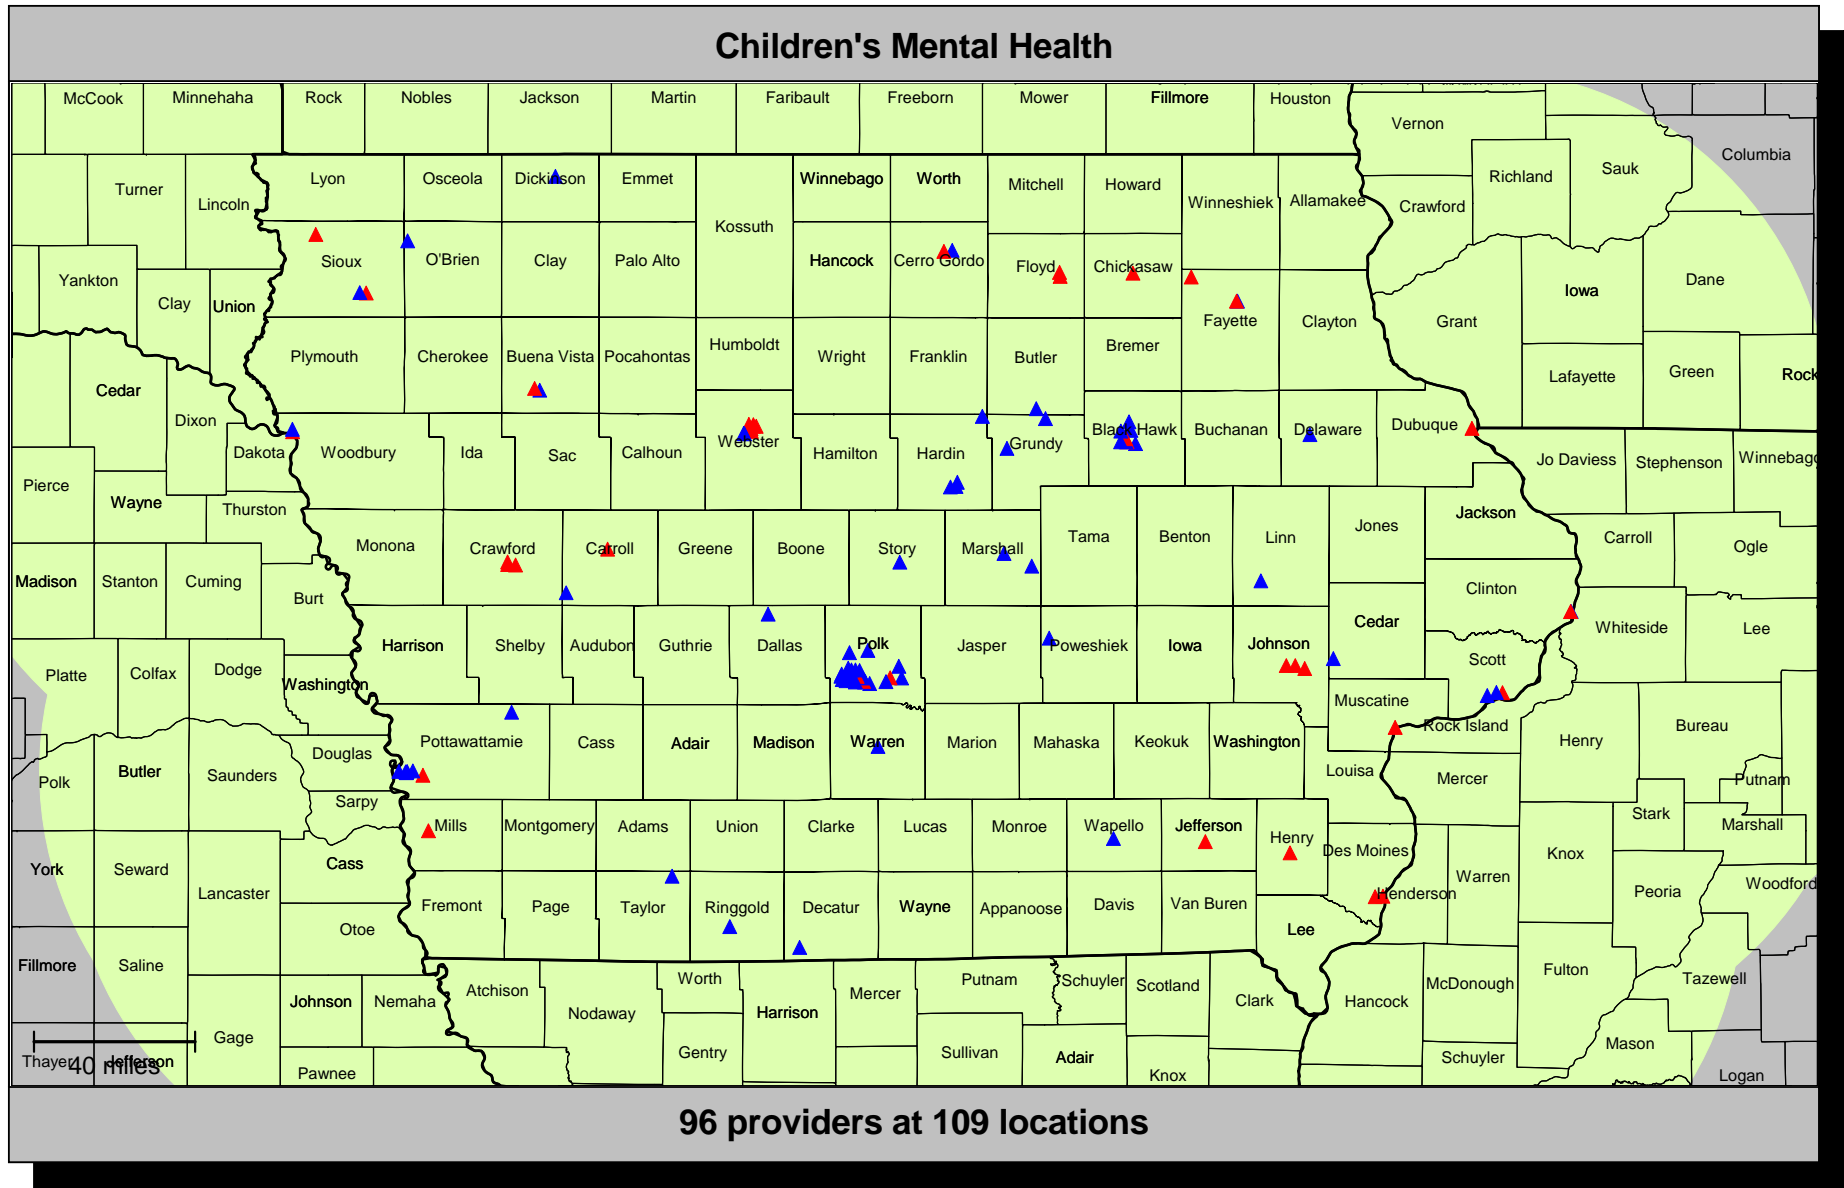 Children's Mental Health
McCook Minnehaha Rock Nobles Jackson Martin Faribault Freeborn Mower Fillmore Houston
Vernon
Columbia
Turner Lincoln Lyon Osceola Dickinson Emmet Winnebago Worth Mitchell Howard Winneshiek Allamakee Crawford Richland Sauk
Kossuth
Yankton Clay Union Sioux O'Brien Clay Palo Alto Hancock Cerro Gordo Floyd Chickasaw Iowa Dane
Fayette Clayton Grant
Cedar Plymouth Cherokee Buena Vista Pocahontas Humboldt Wright Franklin Butler Bremer Lafayette Green Rock
Dixon Dakota Woodbury Ida Sac Calhoun Webster Hamilton Hardin Grundy Black Hawk Buchanan Delaware Dubuque Jo Daviess Stephenson Winnebago
Pierce Wayne Thurston
Jackson
Monona Crawford Carroll Greene Boone Story Marshall Tama Benton Linn Jones Carroll Ogle
Madison Stanton Cuming Burt Clinton
Harrison Shelby Audubon Guthrie Dallas Polk Jasper Poweshiek Iowa Johnson Cedar Scott Whiteside Lee
Platte Colfax Dodge Washington
Muscatine Rock Island Bureau
Douglas Pottawattamie Cass Adair Madison Warren Marion Mahaska Keokuk Washington Henry
Polk Butler Saunders Louisa Mercer Putnam
Sarpy Mills Montgomery Adams Union Clarke Lucas Monroe Wapello Jefferson Henry Des Moines Stark Marshall
York Seward Cass Knox
Lancaster Warren Peoria Woodford
Otoe Fremont Page Taylor Ringgold Decatur Wayne Appanoose Davis Van Buren Lee Henderson
Fillmore Saline Fulton Tazewell
Johnson Nemaha Atchison Nodaway Worth Harrison Mercer Putnam Schuyler Scotland Clark Hancock McDonough
Gage Gentry Sullivan Adair Schuyler Mason
Thayer Jefferson Pawnee Knox Logan
40 miles
96 providers at 109 locations